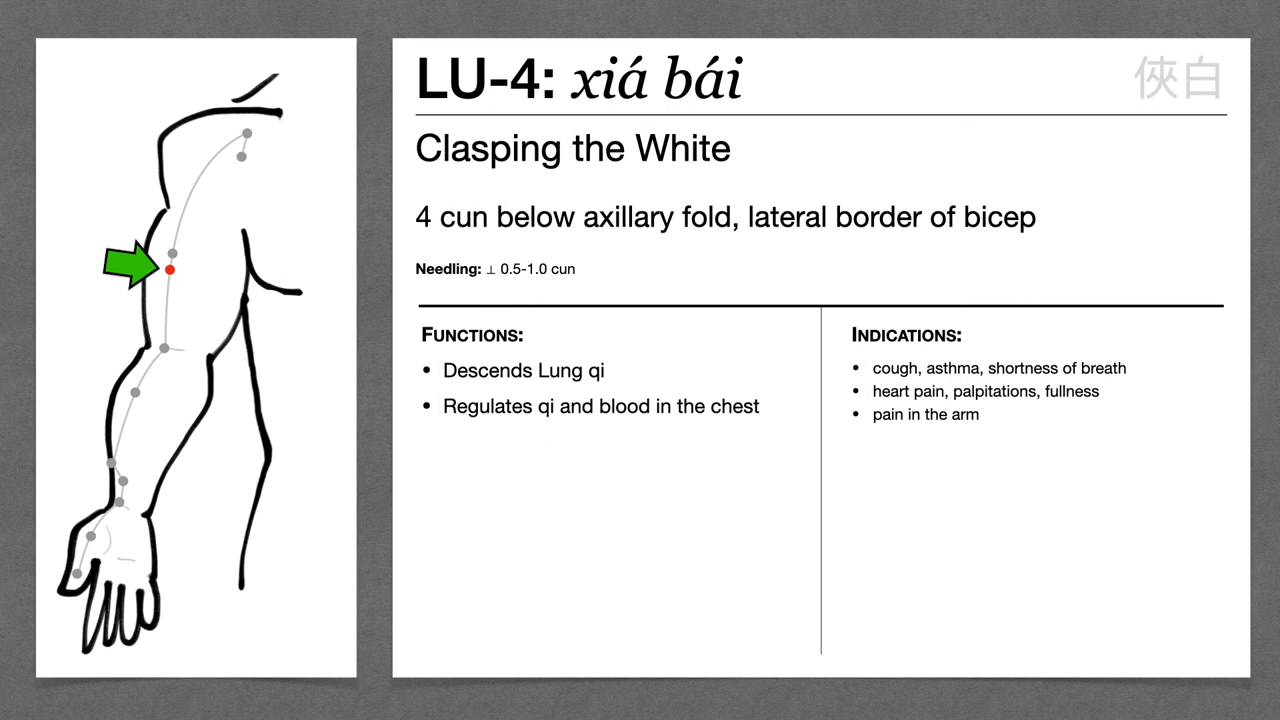 LU-4: xiá bái
俠白
Clasping the White
4 cun below axillary fold, lateral border of bicep
Needling: ⊥ 0.5-1.0 cun
FUNCTIONS:
• Descends Lung qi
• Regulates qi and blood in the chest
INDICATIONS:
• cough, asthma, shortness of breath
• heart pain, palpitations, fullness
• pain in the arm